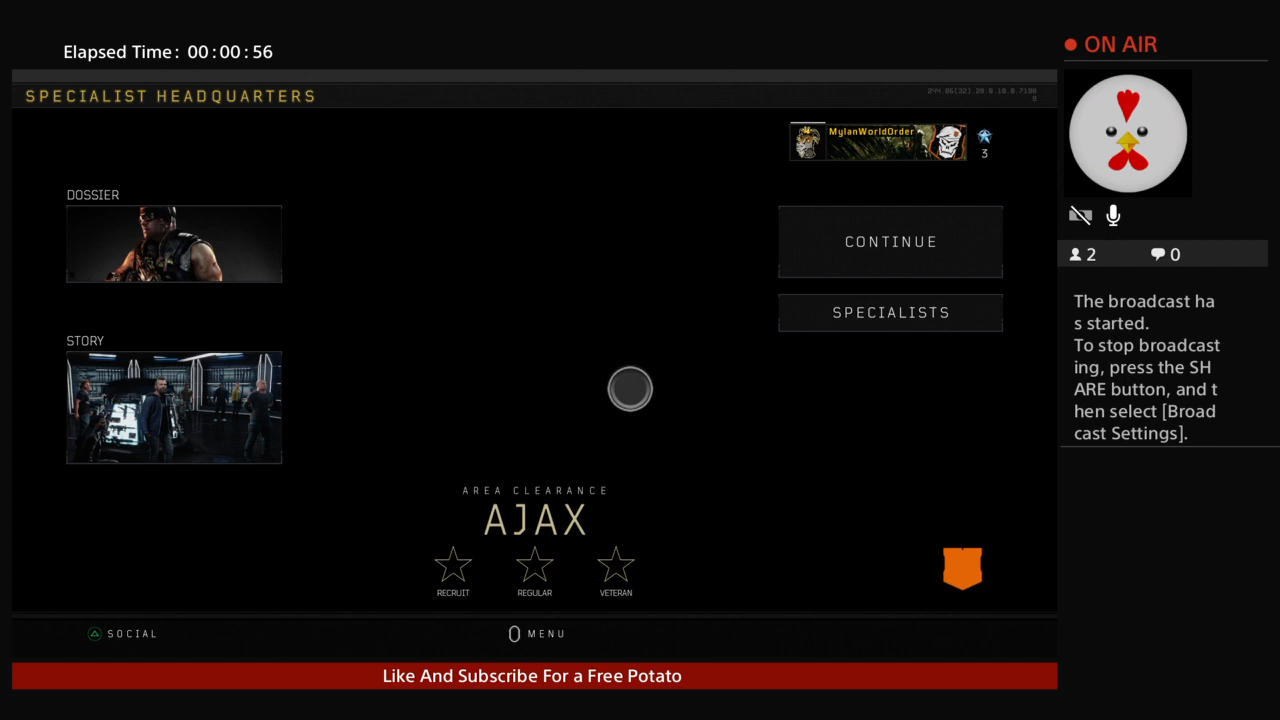 Elapsed Time: 00:00:56
ON AIR
SPECIALIST HEADQUARTERS
MylanWorldOrder
3
DOSSIER
CONTINUE
2
0
SPECIALISTS
The broadcast ha
s started.
To stop broadcast
ing, press the SH
ARE button, and t
hen select [Broad
cast Settings].
STORY
AREA CLEARANCE
AJAX
RECRUIT
REGULAR
VETERAN
SOCIAL
MENU
Like And Subscribe For a Free Potato